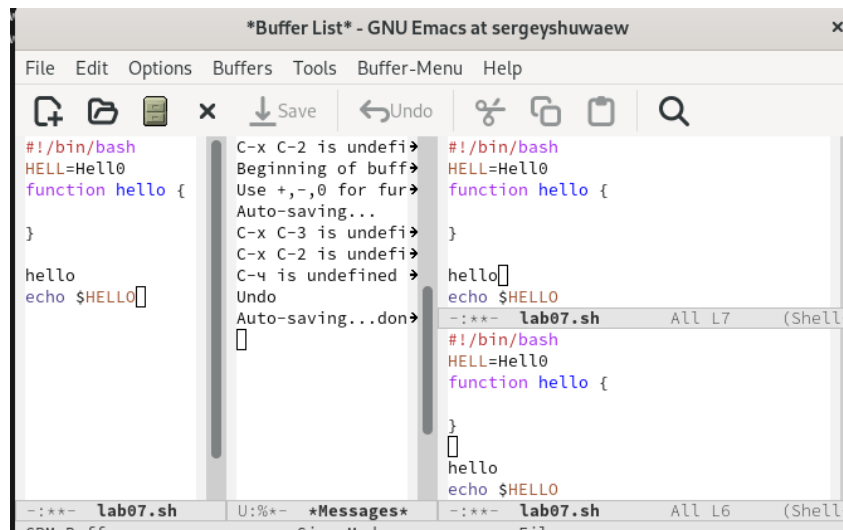 *Buffer List* - GNU Emacs at sergeyshuwaew
File Edit Options Buffers Tools Buffer-Menu Help
Save Undo
#!/bin/bash
HELL=Hell0
function hello {
}
hello
echo $HELLO
-:**- lab07.sh
C-x C-2 is undefi
Beginning of buff
Use +,-,0 for fur
Auto-saving...
C-x C-3 is undefi
C-x C-2 is undefi
C-ч is undefined
Undo
Auto-saving...don
U:%*- *Messages*
#!/bin/bash
HELL=Hell0
function hello {
}
hello
echo $HELLO
-:**- lab07.sh All L7 (Shell
#!/bin/bash
HELL=Hell0
function hello {
}
hello
echo $HELLO
-:**- lab07.sh All L6 (Shell